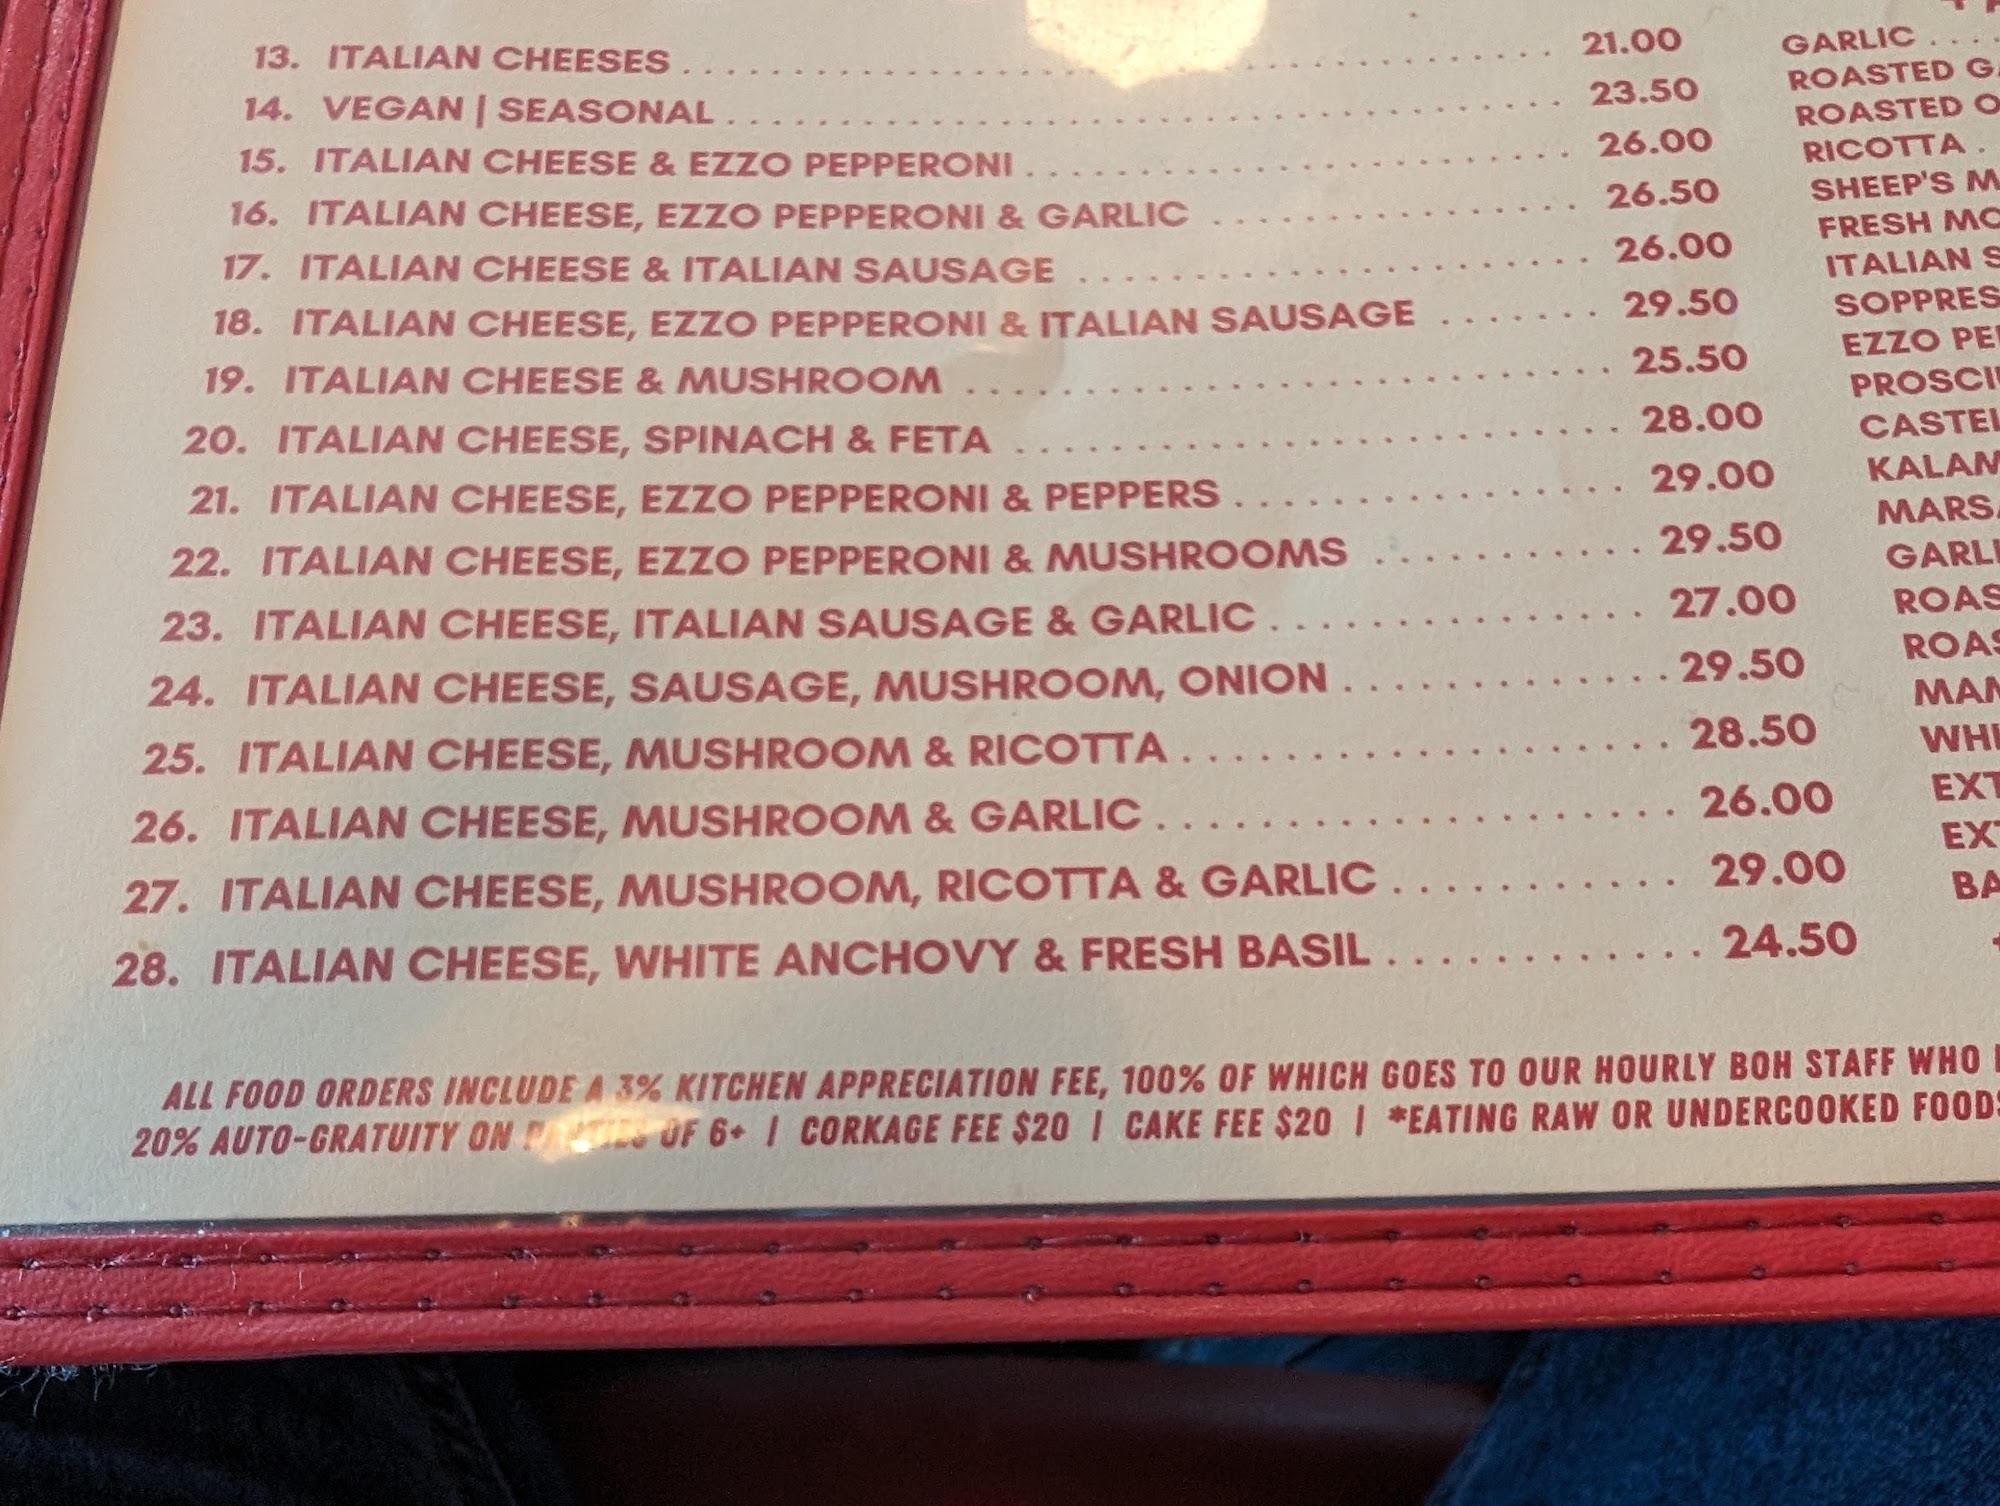 13. ITALIAN CHEESES . . . . . . . . . . . . . . . . . . . . . . . . . . . . . . 21.00
14. VEGAN | SEASONAL . . . . . . . . . . . . . . . . . . . . . . . . . . . . 23.50
15. ITALIAN CHEESE & EZZO PEPPERONI . . . . . . . . . . . . . . . . . . 26.00
16. ITALIAN CHEESE, EZZO PEPPERONI & GARLIC . . . . . . . . . . . . . 26.50
17. ITALIAN CHEESE & ITALIAN SAUSAGE . . . . . . . . . . . . . . . . . . 26.00
18. ITALIAN CHEESE, EZZO PEPPERONI & ITALIAN SAUSAGE . . . . . . . 29.50
19. ITALIAN CHEESE & MUSHROOM . . . . . . . . . . . . . . . . . . . . . . 25.50
20. ITALIAN CHEESE, SPINACH & FETA . . . . . . . . . . . . . . . . . . . . 28.00
21. ITALIAN CHEESE, EZZO PEPPERONI & PEPPERS . . . . . . . . . . . . . 29.00
22. ITALIAN CHEESE, EZZO PEPPERONI & MUSHROOMS . . . . . . . . . . 29.50
23. ITALIAN CHEESE, ITALIAN SAUSAGE & GARLIC . . . . . . . . . . . . . 27.00
24. ITALIAN CHEESE, SAUSAGE, MUSHROOM, ONION . . . . . . . . . . . . 29.50
25. ITALIAN CHEESE, MUSHROOM & RICOTTA . . . . . . . . . . . . . . . . 28.50
26. ITALIAN CHEESE, MUSHROOM & GARLIC . . . . . . . . . . . . . . . . . 26.00
27. ITALIAN CHEESE, MUSHROOM, RICOTTA & GARLIC . . . . . . . . . . . 29.00
28. ITALIAN CHEESE, WHITE ANCHOVY & FRESH BASIL . . . . . . . . . . . 24.50
GARLIC . . . .
ROASTED
ROASTED
RICOTTA .
SHEEP'S
FRESH
ITALIAN
EZZO
ALL FOOD ORDERS INCLUDE A 3% KITCHEN APPRECIATION FEE, 100% OF WHICH GOES TO OUR HOURLY BOH STAFF WHO
20% AUTO-GRATUITY ON PARTIES OF 6+ | CORKAGE FEE $20 | CAKE FEE $20 | *EATING RAW OR UNDERCOOKED FOODS